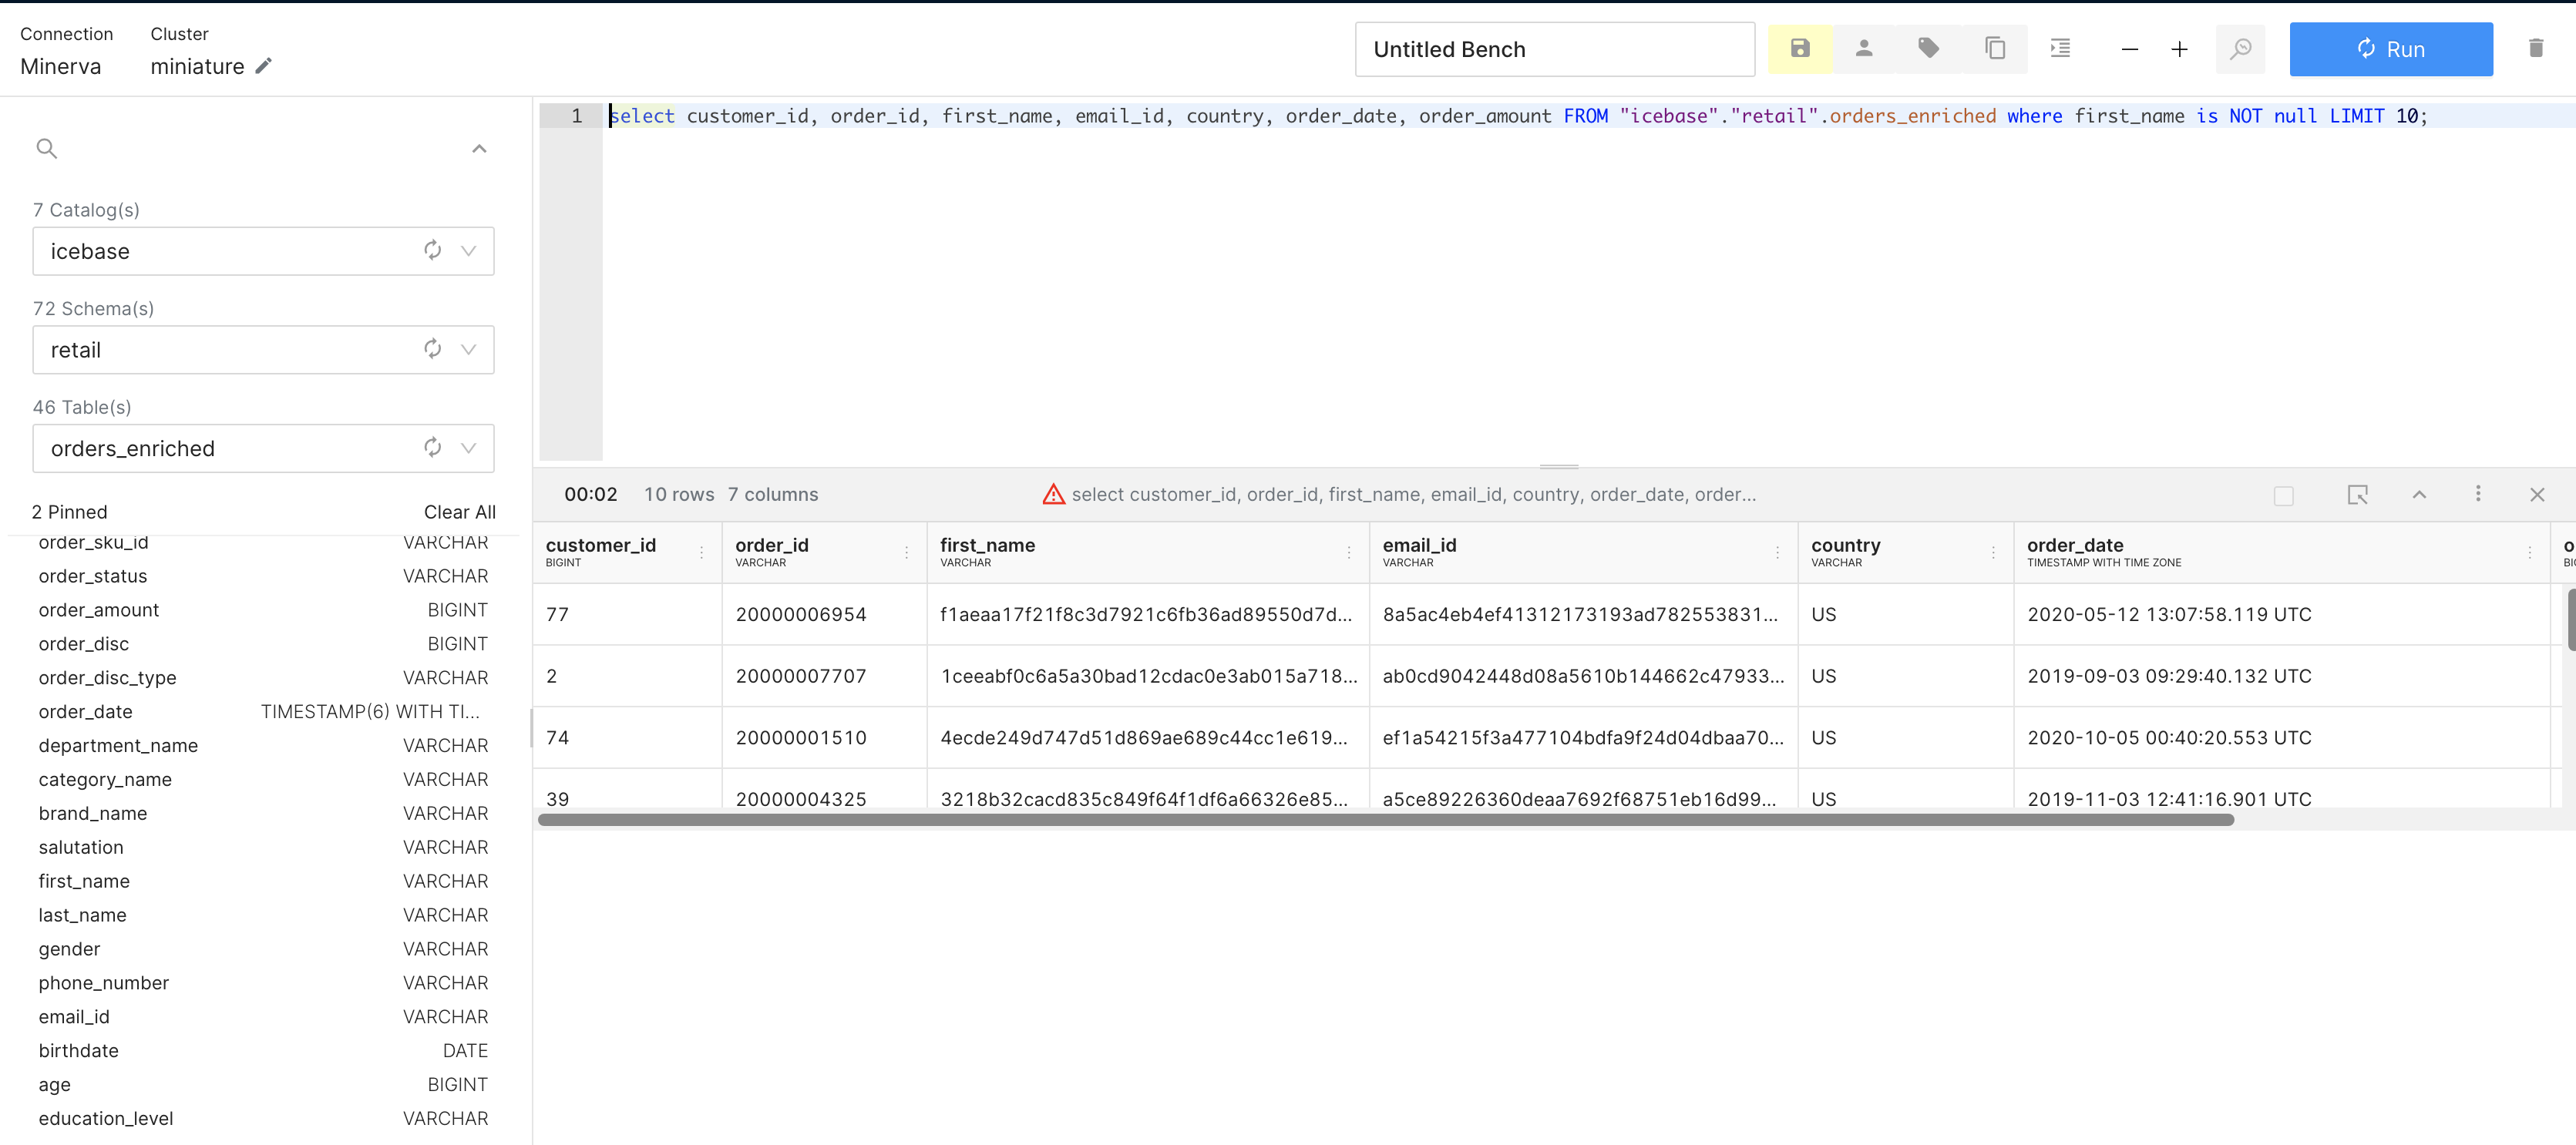 Connection Cluster
Minerva miniature
Untitled Bench
Run
7 Catalog(s)
icebase
72 Schema(s)
retail
46 Table(s)
orders_enriched
2 Pinned Clear All
order_sku_id VARCHAR
order_status VARCHAR
order_amount BIGINT
order_disc BIGINT
order_disc_type VARCHAR
order_date TIMESTAMP(6) WITH TI...
department_name VARCHAR
category_name VARCHAR
brand_name VARCHAR
salutation VARCHAR
first_name VARCHAR
last_name VARCHAR
gender VARCHAR
phone_number VARCHAR
email_id VARCHAR
birthdate DATE
age BIGINT
education_level VARCHAR
1 select customer_id, order_id, first_name, email_id, country, order_date, order_amount FROM "icebase"."retail".orders_enriched where first_name is NOT null LIMIT 10;
00:02 10 rows 7 columns select customer_id, order_id, first_name, email_id, country, order_date, order...
customer_id order_id first_name email_id country order_date
BIGINT VARCHAR VARCHAR VARCHAR VARCHAR TIMESTAMP WITH TIME ZONE
77 20000006954 f1aeaa17f21f8c3d7921c6fb36ad89550d7d... 8a5ac4eb4ef41312173193ad782553831... US 2020-05-12 13:07:58.119 UTC
2 20000007707 1ceeabf0c6a5a30bad12cdac0e3ab015a718... ab0cd9042448d08a5610b144662c47933... US 2019-09-03 09:29:40.132 UTC
74 20000001510 4ecde249d747d51d869ae689c44cc1e619... ef1a54215f3a477104bdfa9f24d04dbaa70... US 2020-10-05 00:40:20.553 UTC
39 20000004325 3218b32cacd835c849f64f1df6a66326e85... a5ce89226360deaa7692f68751eb16d99... US 2019-11-03 12:41:16.901 UTC